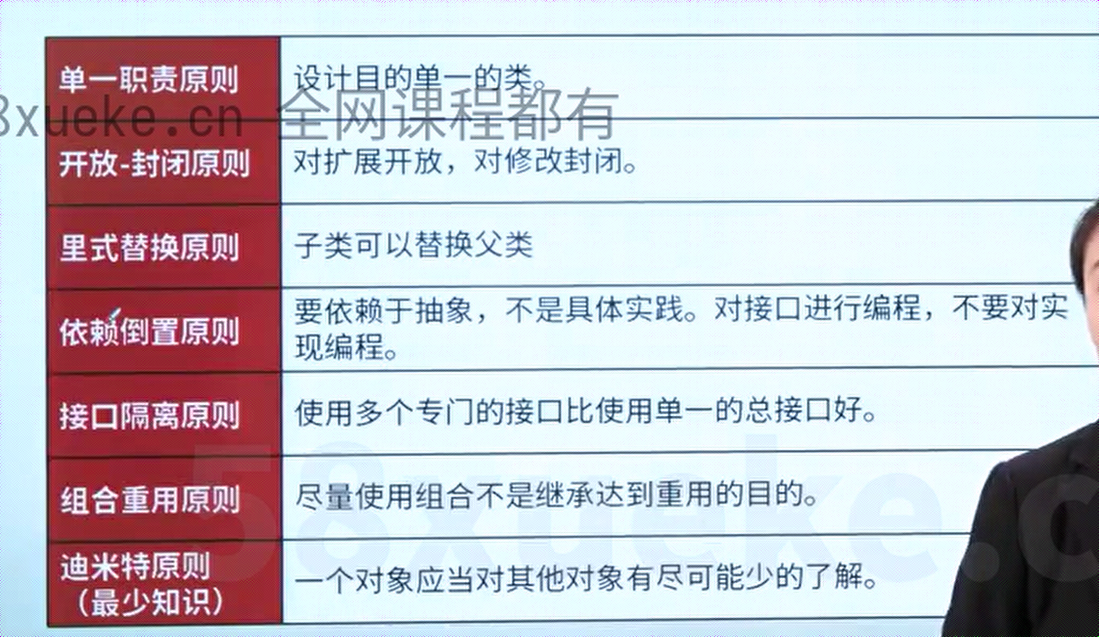 单一职责原则
设计目的单一的类。
8xueke.cn 全网课程都有
开放-封闭原则
对扩展开放，对修改封闭。
里式替换原则
子类可以替换父类
依赖倒置原则
要依赖于抽象，不是具体实践。对接口进行编程，不要对实
现编程。
接口隔离原则
使用多个专门的接口比使用单一的总接口好。
组合重用原则
尽量使用组合不是继承达到重用的目的。
58xueke.c
迪米特原则
（最少知识）
一个对象应当对其他对象有尽可能少的了解。